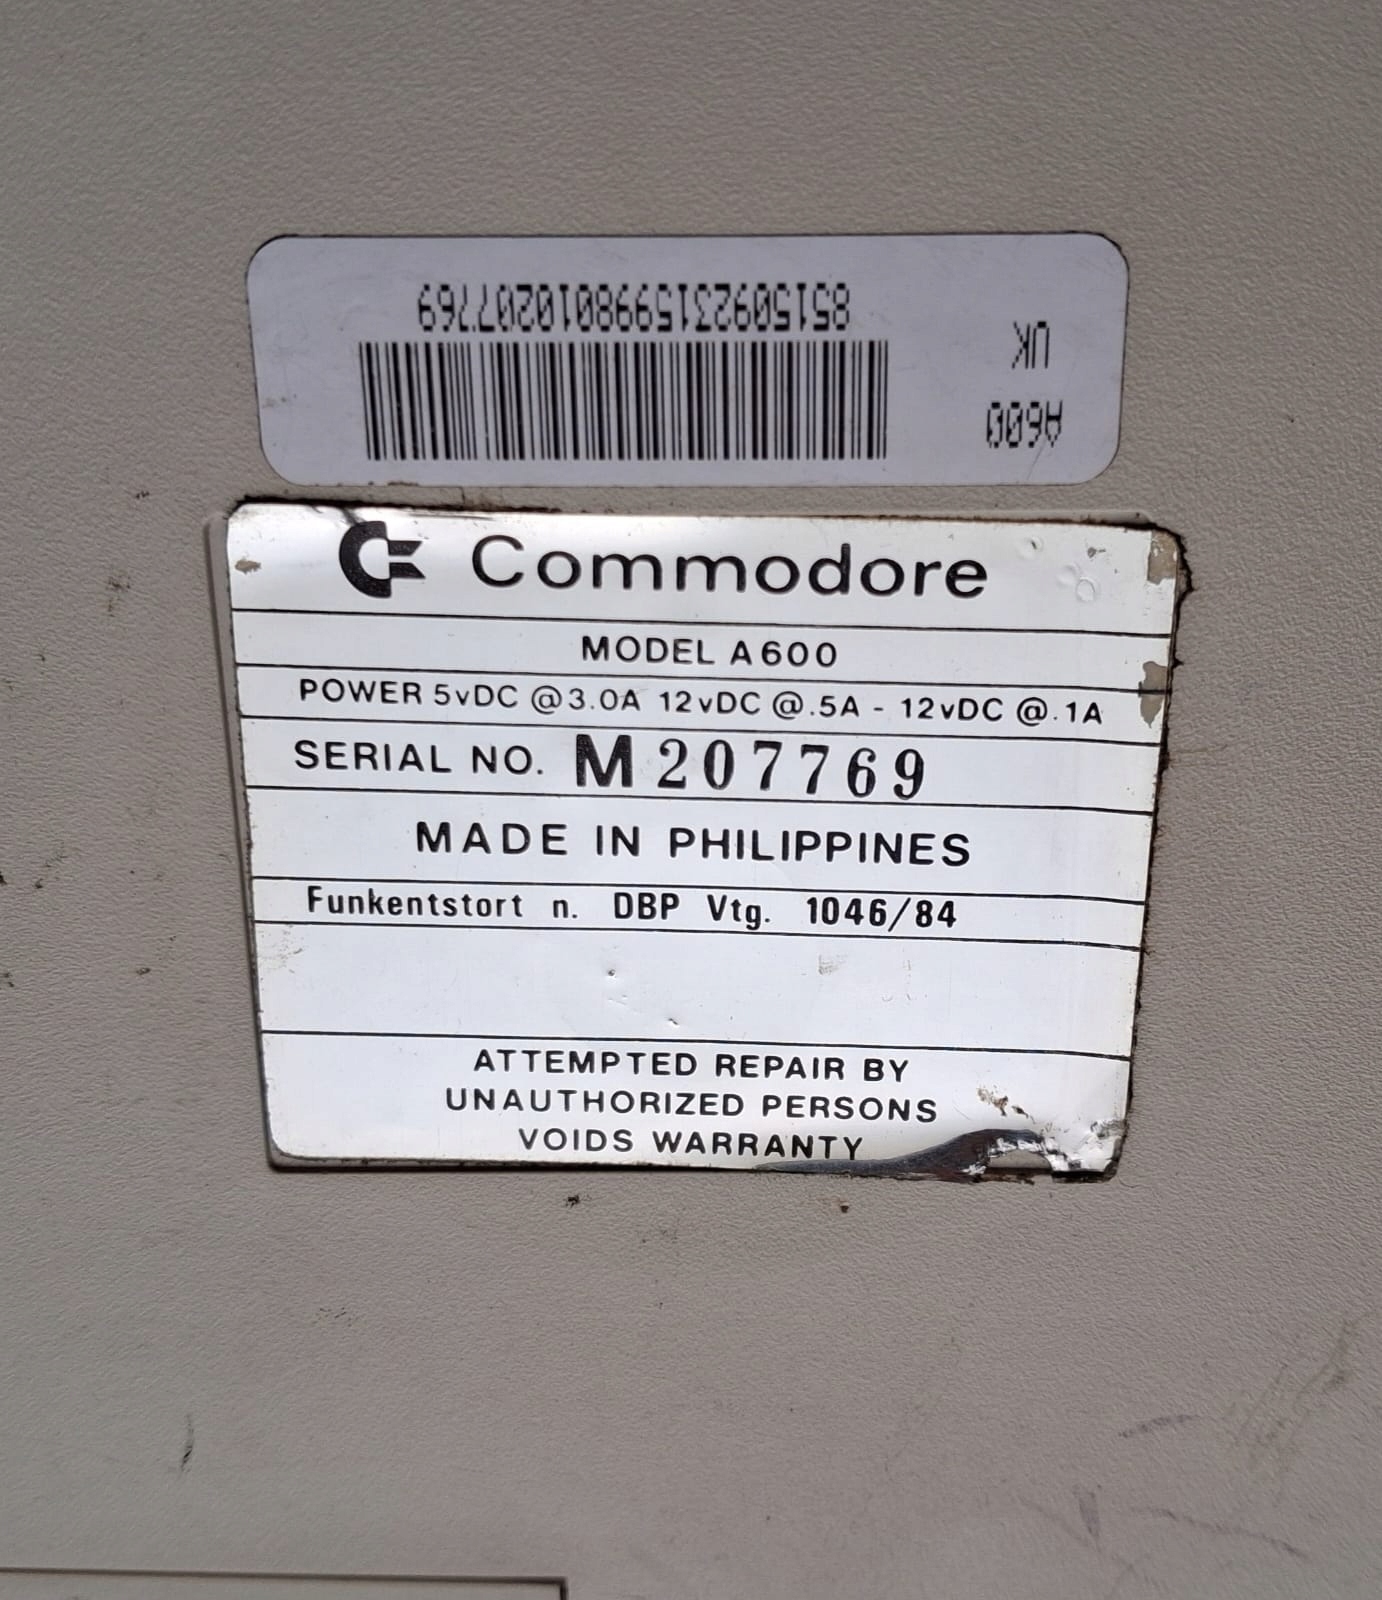 A600
UK
8515092315998010207769
Commodore
MODEL A600
POWER 5vDC @3.0A 12vDC @.5A - 12vDC @.1A
SERIAL NO. M207769
MADE IN PHILIPPINES
Funkentstort n. DBP Vtg. 1046/84
ATTEMPTED REPAIR BY
UNAUTHORIZED PERSONS
VOIDS WARRANTY